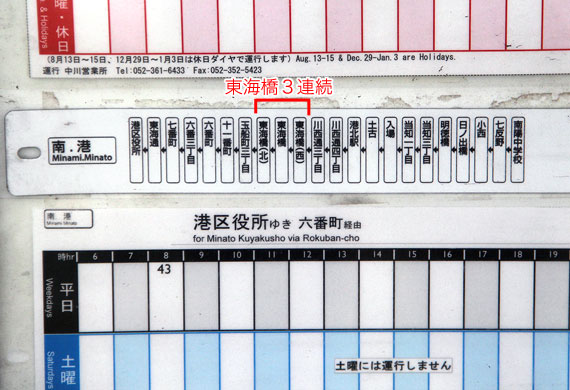 曜・休日
& Holidays
(8月13日～15日、12月29日～1月3日は休日ダイヤで運行します) Aug.13-15 & Dec.29-Jan.3 are Holidays.
運行 中川営業所 Tel:052-361-6433 Fax:052-352-5423
東海橋３連続
南．港
Minami.Minato
港区役所
東海通
七番町
六番三丁目
六番町
十一番町
玉船町三丁目
東海橋(北)
東海橋
東海橋(西)
川西通三丁目
川西通四丁目
港北駅
土古
入場
当知二丁目
当知三丁目
明徳橋
日ノ出橋
小西
七反野
南陽中学校
南．港
Minami.Minato
港区役所ゆき 六番町経由
for Minato Kuyakusho via Rokuban-cho
時hr 6 7 8 9 10 11 12 13 14 15 16 17 18 19
Weekdays
平日
43
Saturdays
土曜
土曜には運行しません